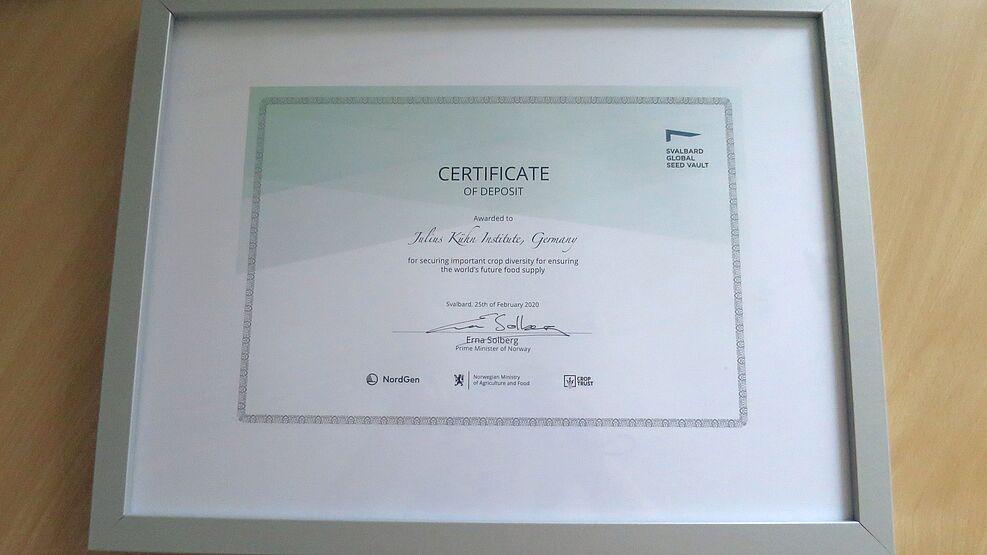 SVALBARD
GLOBAL
SEED VAULT
CERTIFICATE
OF DEPOSIT
Awarded to
Julius Kühn Institute, Germany
for securing important crop diversity for ensuring
the world's future food supply
Svalbard, 25th of February 2020
Erna Solberg
Erna Solberg
Prime Minister of Norway
NordGen
Norwegian Ministry
of Agriculture and Food
CROP
TRUST